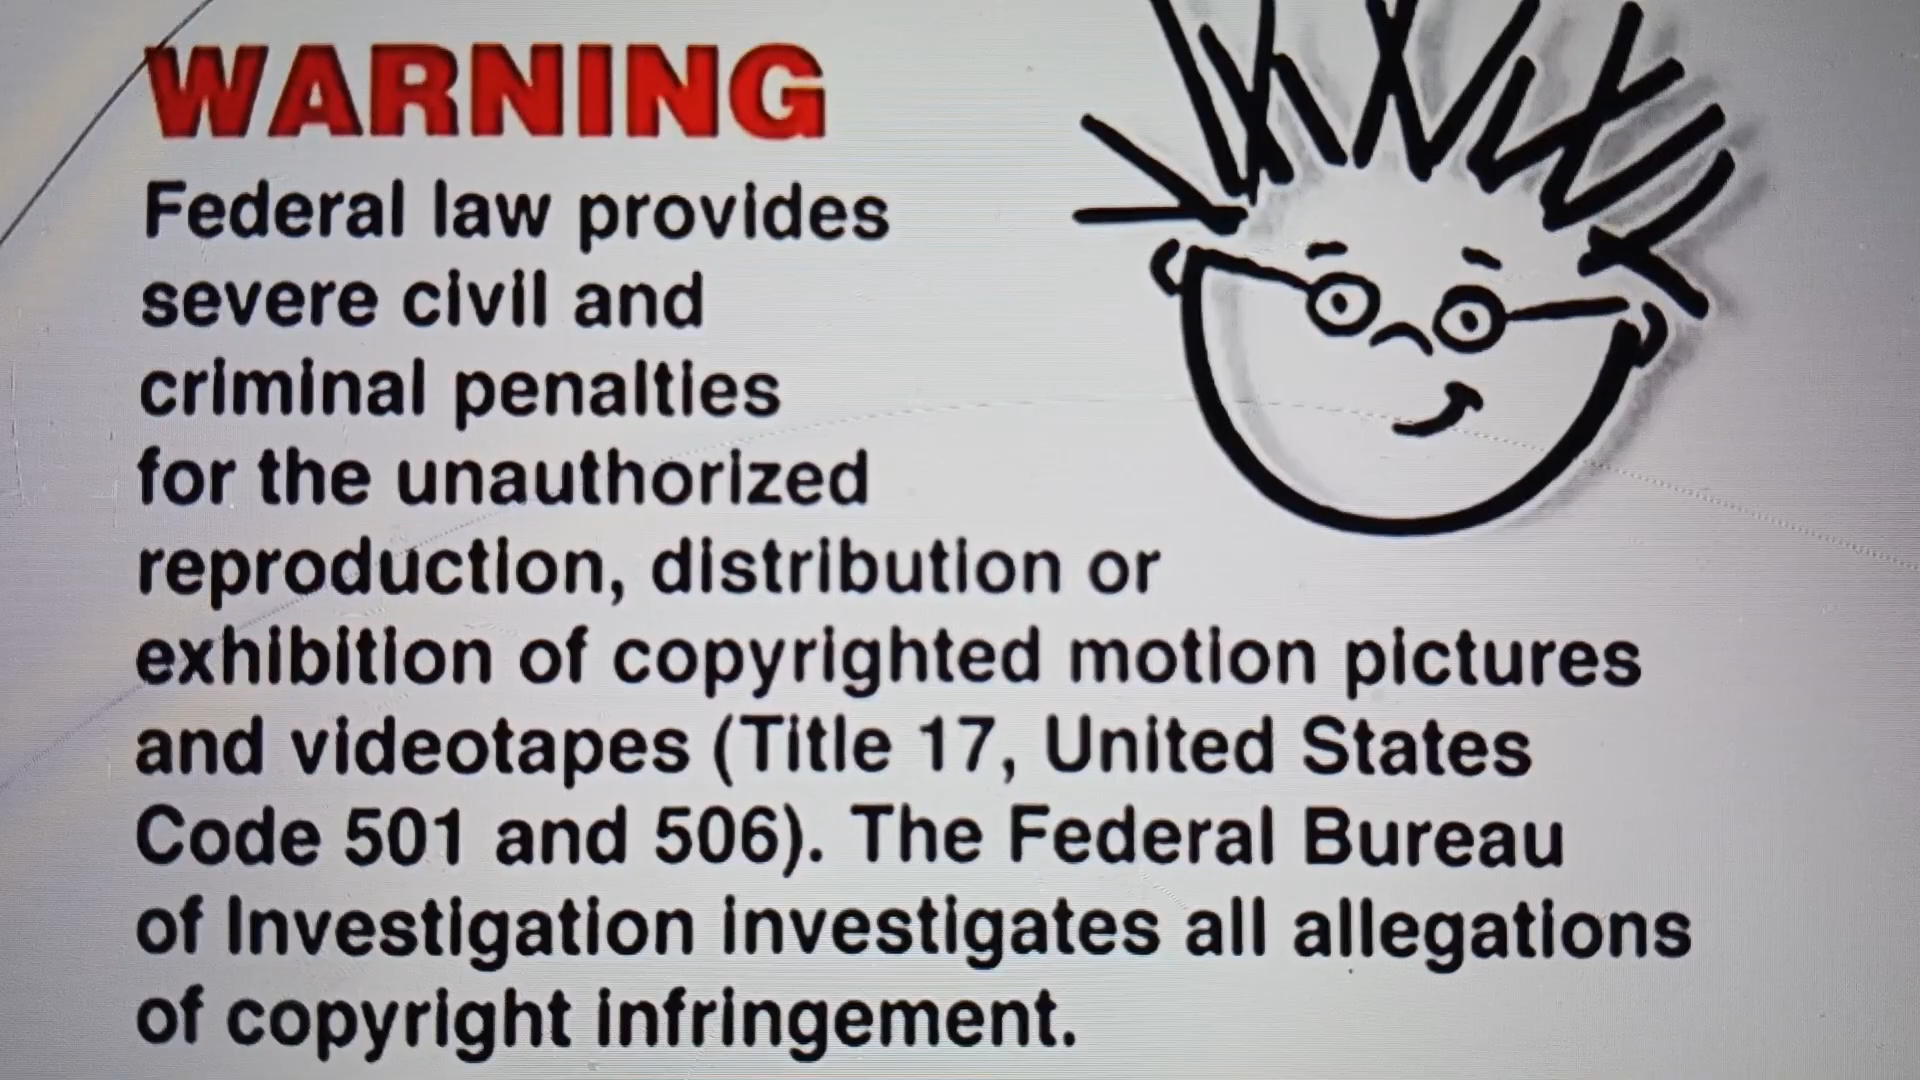 WARNING
Federal law provides
severe civil and
criminal penalties
for the unauthorized
reproduction, distribution or
exhibition of copyrighted motion pictures
and videotapes (Title 17, United States
Code 501 and 506). The Federal Bureau
of Investigation investigates all allegations
of copyright infringement.